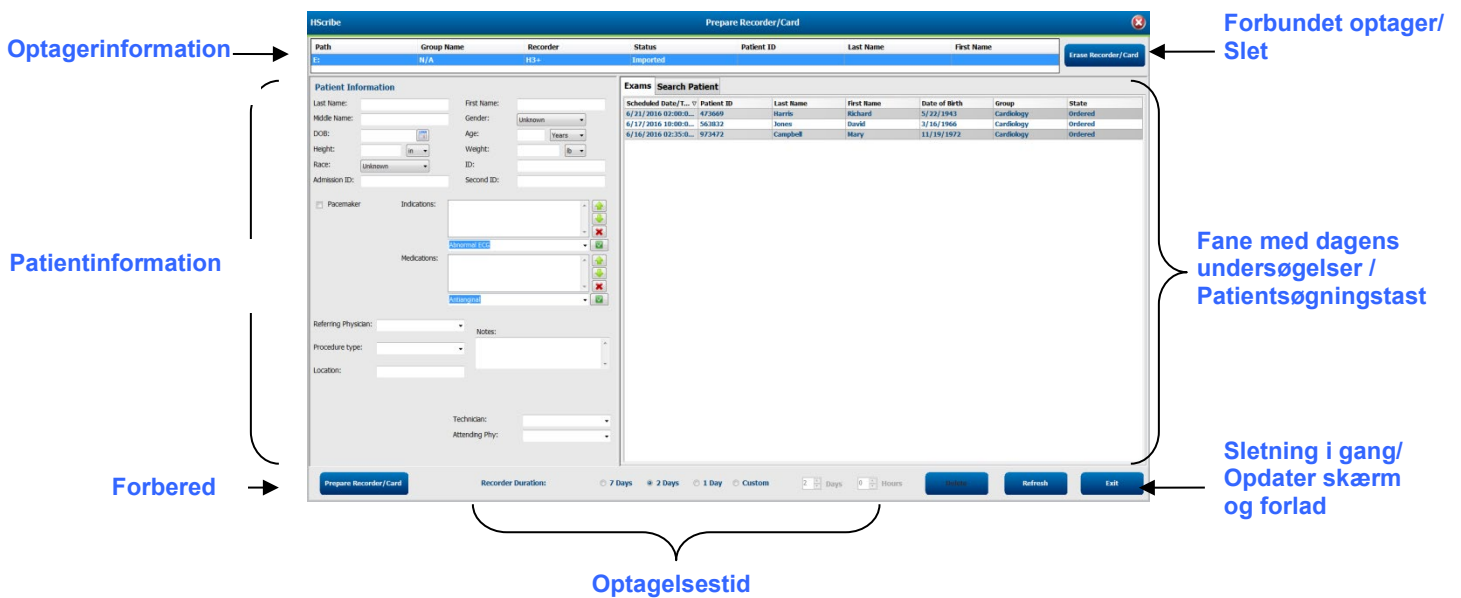 HScribe Prepare Recorder/Card
Optagerinformation
Path Group Name Recorder Status Patient ID Last Name First Name
E: N/A H3+ Imported
Erase Recorder/Card
Forbundet optager/
Slet
Patient Information
Last Name: First Name:
Middle Name: Gender: Unknown
DOB: Age: Years
Height: in Weight: lb
Race: Unknown ID:
Admission ID: Second ID:
Pacemaker Indications:
Abnormal ECG
Medications:
Antianginal
Referring Physician: Notes:
Procedure type:
Location:
Technician:
Attending Phy:
Patientinformation
Exams Search Patient
Scheduled Date/T... Patient ID Last Name First Name Date of Birth Group State
6/21/2016 02:00:0... 473669 Harris Richard 5/22/1943 Cardiology Ordered
6/17/2016 10:00:0... 563832 Jones David 3/16/1966 Cardiology Ordered
6/16/2016 02:35:0... 973472 Campbell Mary 11/19/1972 Cardiology Ordered
Fane med dagens
undersøgelser /
Patientsøgningstast
Forbered
Prepare Recorder/Card Recorder Duration: 7 Days 2 Days 1 Day Custom 2 Days 0 Hours Refresh Exit
Sletning i gang/
Opdater skærm
og forlad
Optagelsestid